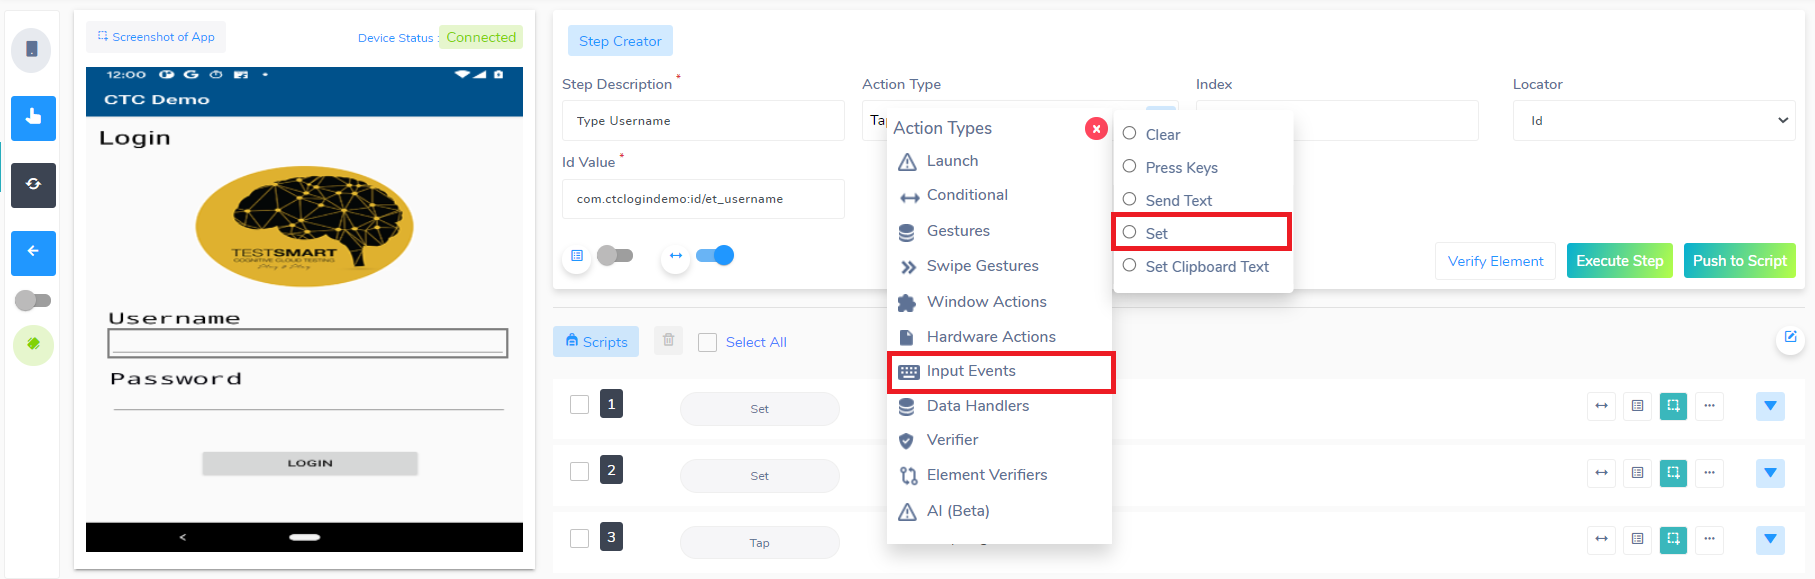 Screenshot of App
Device Status :
Connected
12:00
CTC Demo
Login
TESTSMART
COGNITIVE CLOUD TESTING
Plug & Play
Username
Password
LOGIN
<
Step Creator
Step Description *
Action Type
Index
Locator
Type Username
Id
Id Value *
com.ctclogindemo:id/et_username
Verify Element
Execute Step
Push to Script
Action Types
Launch
Conditional
Gestures
Swipe Gestures
Window Actions
Hardware Actions
Input Events
Data Handlers
Verifier
Element Verifiers
AI (Beta)
Clear
Press Keys
Send Text
Set
Set Clipboard Text
Scripts
Select All
1
Set
2
Set
3
Tap